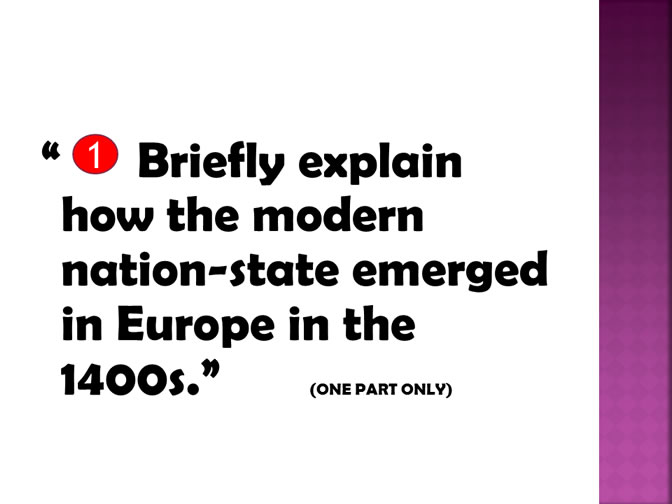 “ 1 Briefly explain
how the modern
nation-state emerged
in Europe in the
1400s.” (ONE PART ONLY)